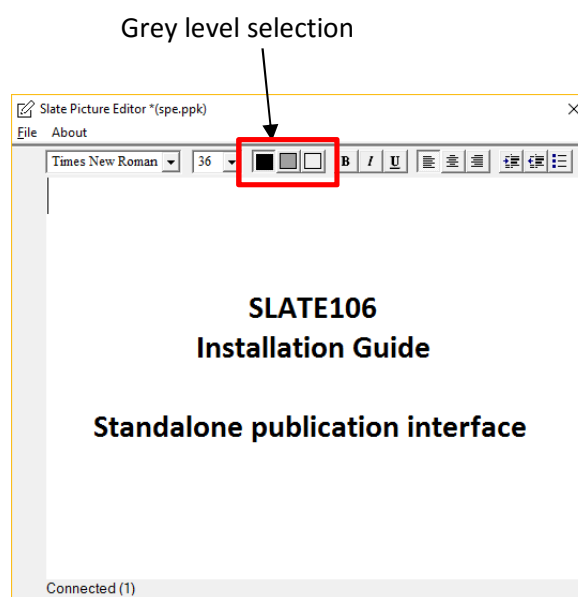 Grey level selection
Slate Picture Editor *(spe.ppk)
File About
Times New Roman 36 B I U
SLATE106
Installation Guide
Standalone publication interface
Connected (1)